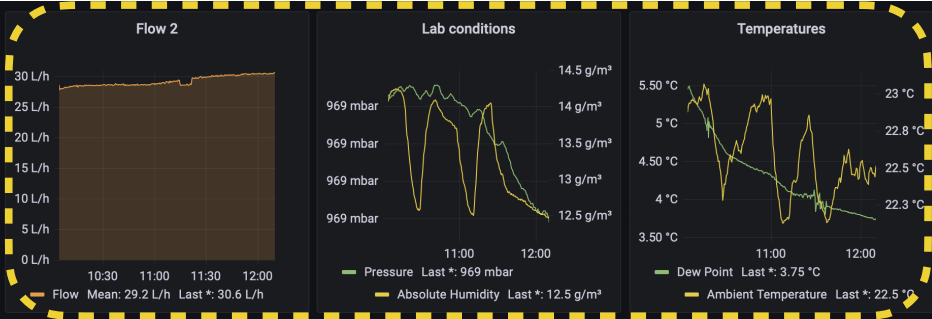 Flow 2
30 L/h
25 L/h
20 L/h
15 L/h
10 L/h
5 L/h
0 L/h
10:30 11:00 11:30 12:00
Flow Mean: 29.2 L/h Last *: 30.6 L/h
Lab conditions
969 mbar
969 mbar
969 mbar
969 mbar
14.5 g/m³
14 g/m³
13.5 g/m³
13 g/m³
12.5 g/m³
11:00 12:00
Pressure Last *: 969 mbar
Absolute Humidity Last *: 12.5 g/m³
Temperatures
5.50 °C
5 °C
4.50 °C
4 °C
3.50 °C
23 °C
22.8 °C
22.5 °C
22.3 °C
11:00 12:00
Dew Point Last *: 3.75 °C
Ambient Temperature Last *: 22.5 °C